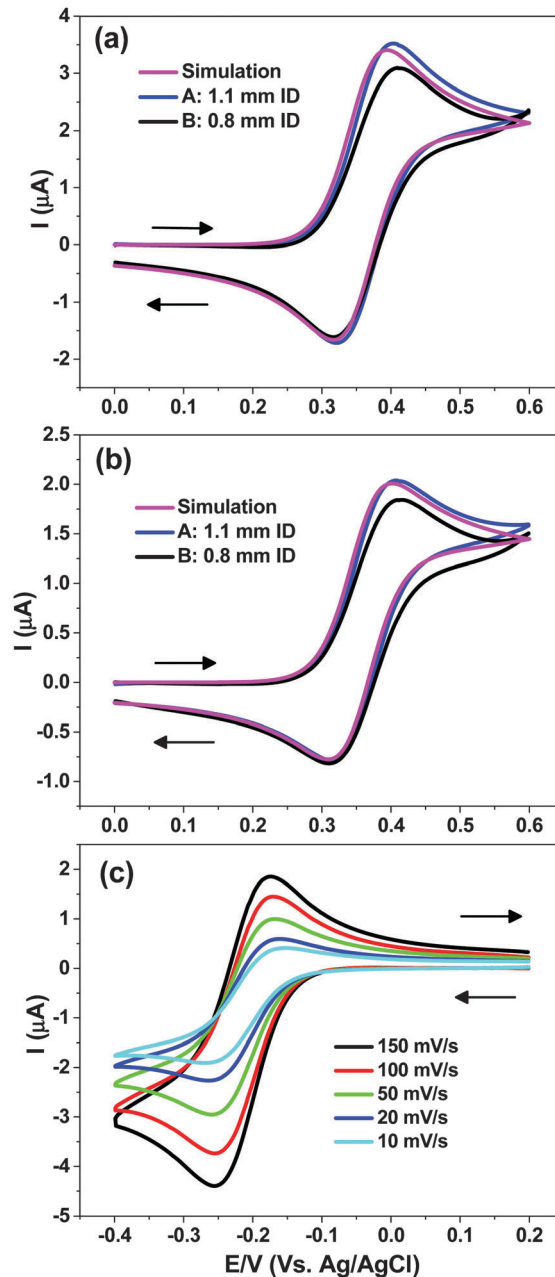 (a)
Simulation
A: 1.1 mm ID
B: 0.8 mm ID
I (μA)
4
3
2
1
0
-1
-2
0.0 0.1 0.2 0.3 0.4 0.5 0.6
(b)
Simulation
A: 1.1 mm ID
B: 0.8 mm ID
I (μA)
2.5
2.0
1.5
1.0
0.5
0.0
-0.5
-1.0
0.0 0.1 0.2 0.3 0.4 0.5 0.6
(c)
I (μA)
2
1
0
-1
-2
-3
-4
-5
150 mV/s
100 mV/s
50 mV/s
20 mV/s
10 mV/s
-0.4 -0.3 -0.2 -0.1 0.0 0.1 0.2
E/V (Vs. Ag/AgCl)